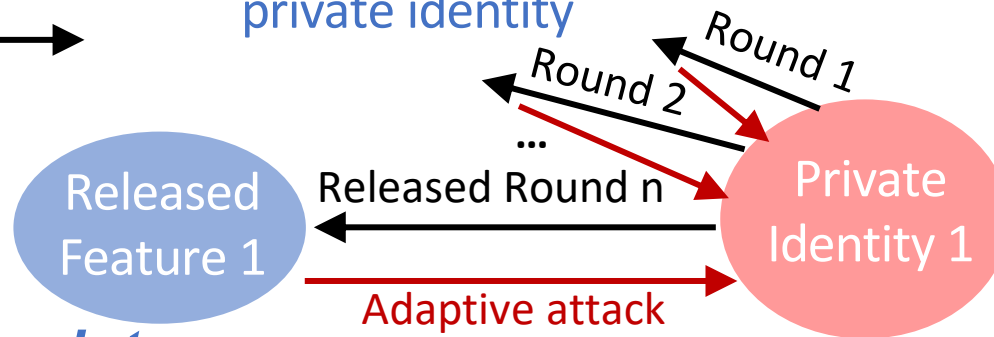 private identity
Round 1
Round 2
...
Released Round n
Released
Feature 1
Private
Identity 1
Adaptive attack